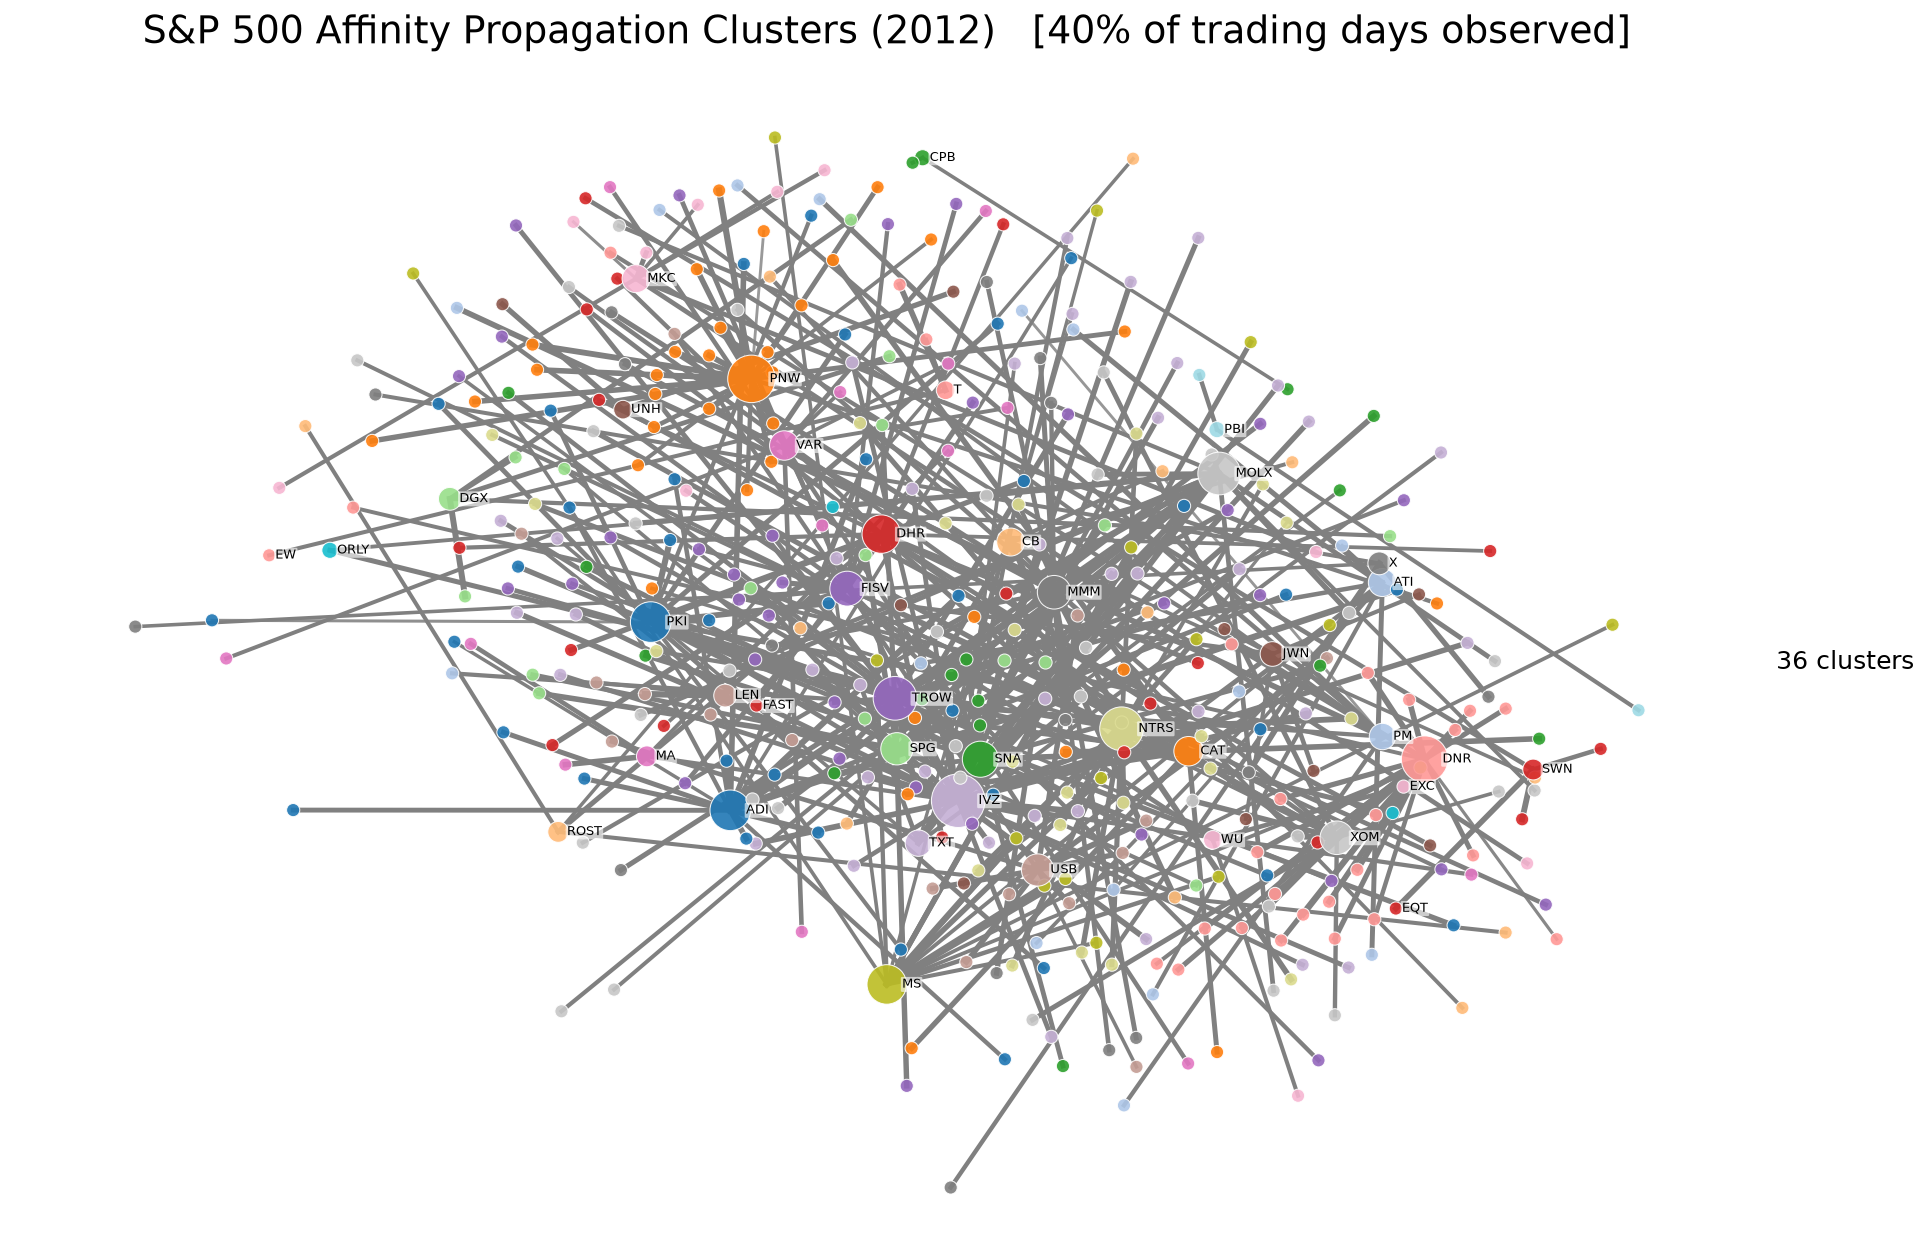 S&P 500 Affinity Propagation Clusters (2012)   [40% of trading days observed]
CPB
MKC
PNW
T
UNH
PBI
VAR
MOLX
DGX
DHR
CB
ORLY
EW
X
ATI
FISV
MMM
PKI
JWN
36 clusters
LEN
TROW
FAST
NTRS
PM
SPG
CAT
MA
SNA
DNR
SWN
EXC
IVZ
ADI
ROST
TXT
WU
XOM
USB
EQT
MS